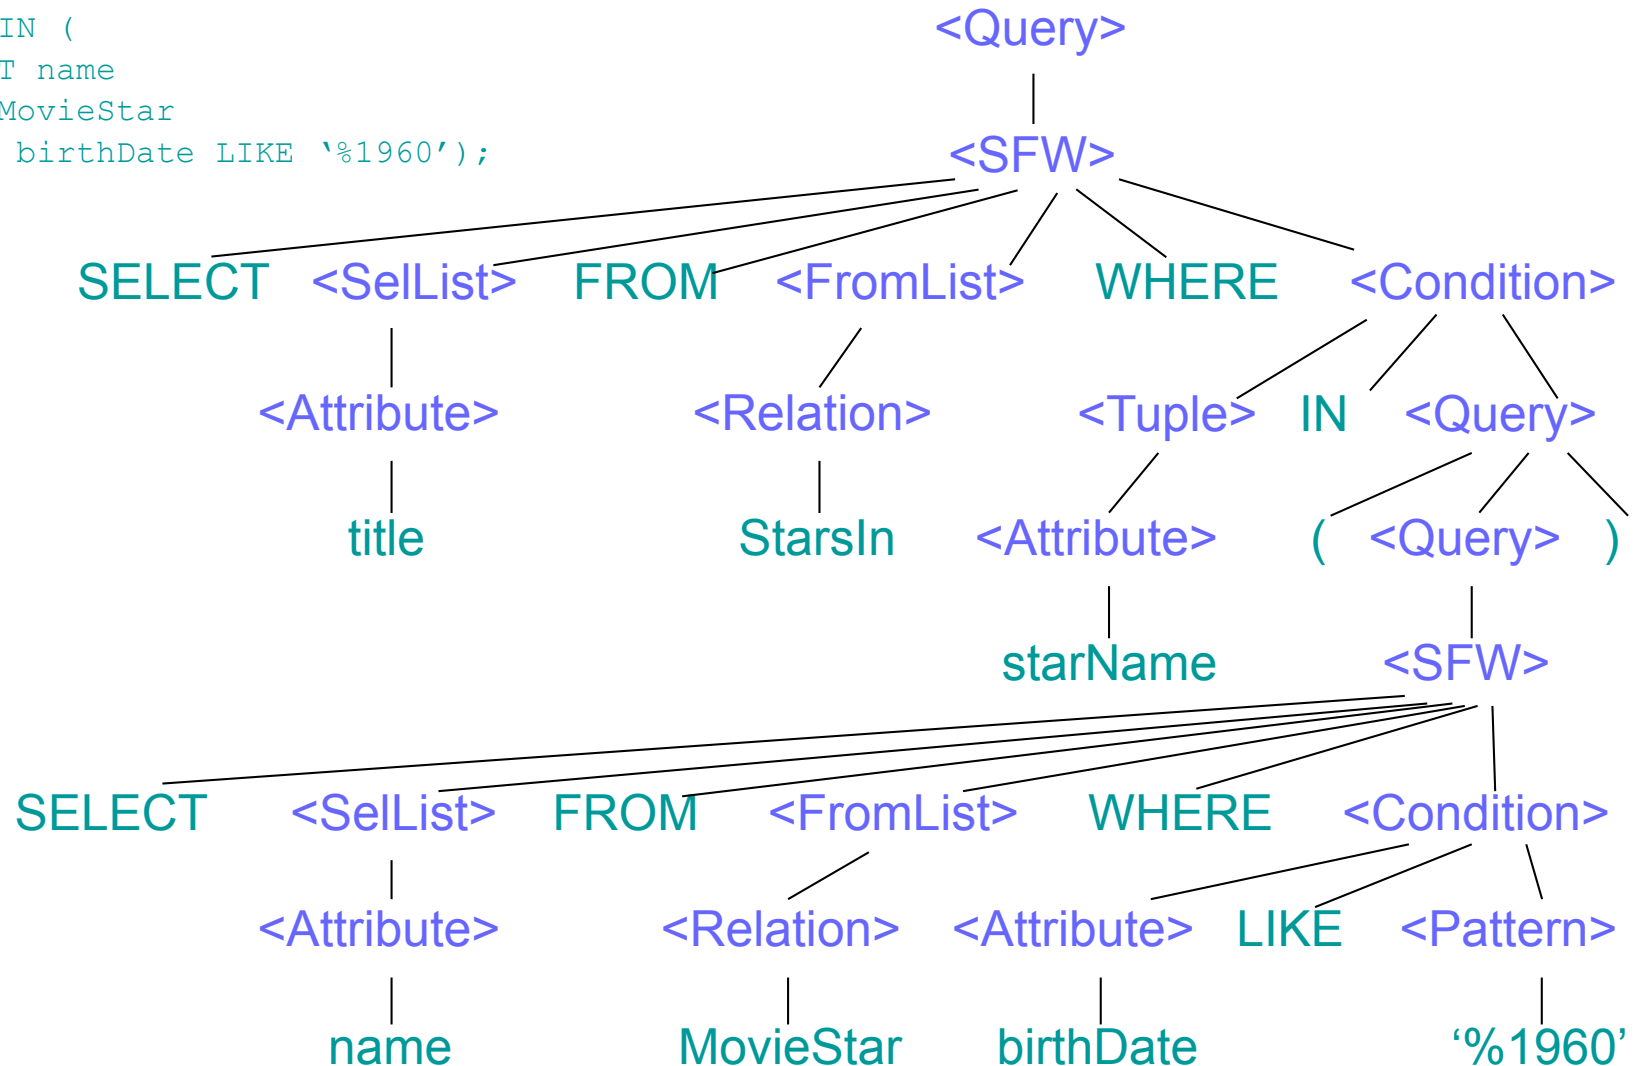 IN (
T name
MovieStar
birthDate LIKE ‘%1960’);
<Query>
<SFW>
SELECT <SelList> FROM <FromList> WHERE <Condition>
<Attribute> <Relation> <Tuple> IN <Query>
title StarsIn <Attribute> ( <Query> )
starName <SFW>
SELECT <SelList> FROM <FromList> WHERE <Condition>
<Attribute> <Relation> <Attribute> LIKE <Pattern>
name MovieStar birthDate ‘%1960’